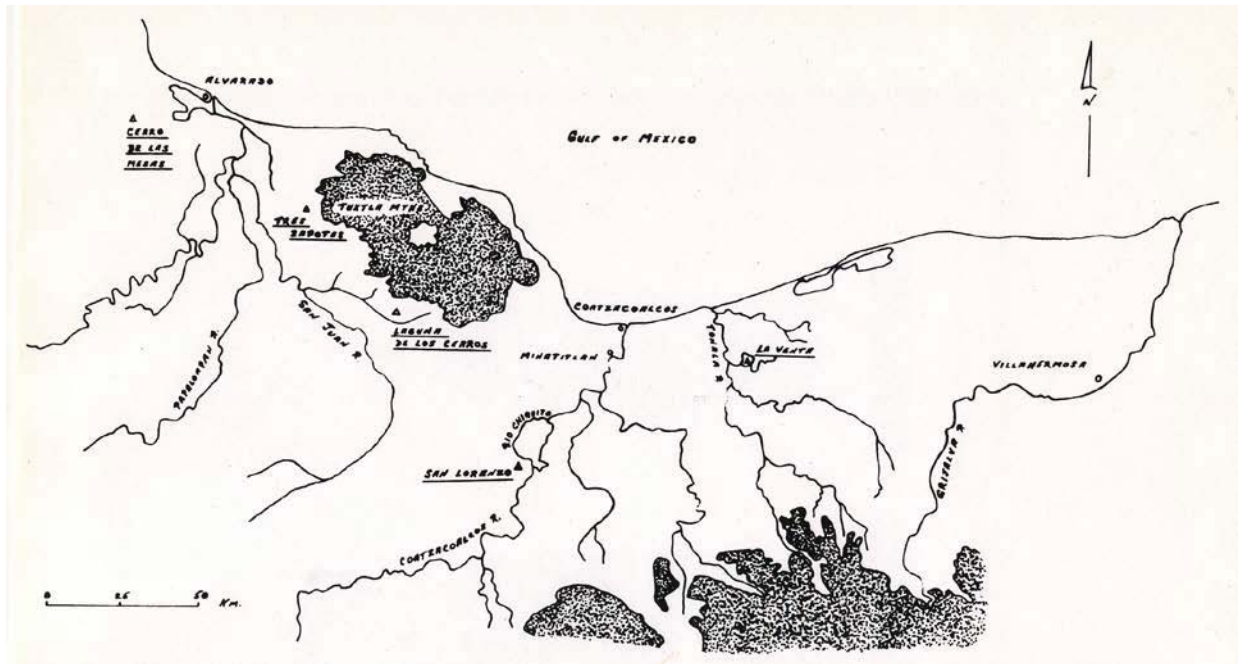 ALVARADO
CERRO
DE LAS
MESAS
GULF OF MEXICO
N
TUXTLA MTNS
TRES
ZAPOTES
COATZACOALCOS
SAN JUAN R.
LAGUNA
DE LOS CERROS
MINATITLAN
TONALA R.
LA VENTA
VILLAHERMOSA
PAPALOAPAN R.
RIO CHIQUITO
SAN LORENZO
GRIJALVA R.
COATZACOALCOS R.
0 25 50 KM.